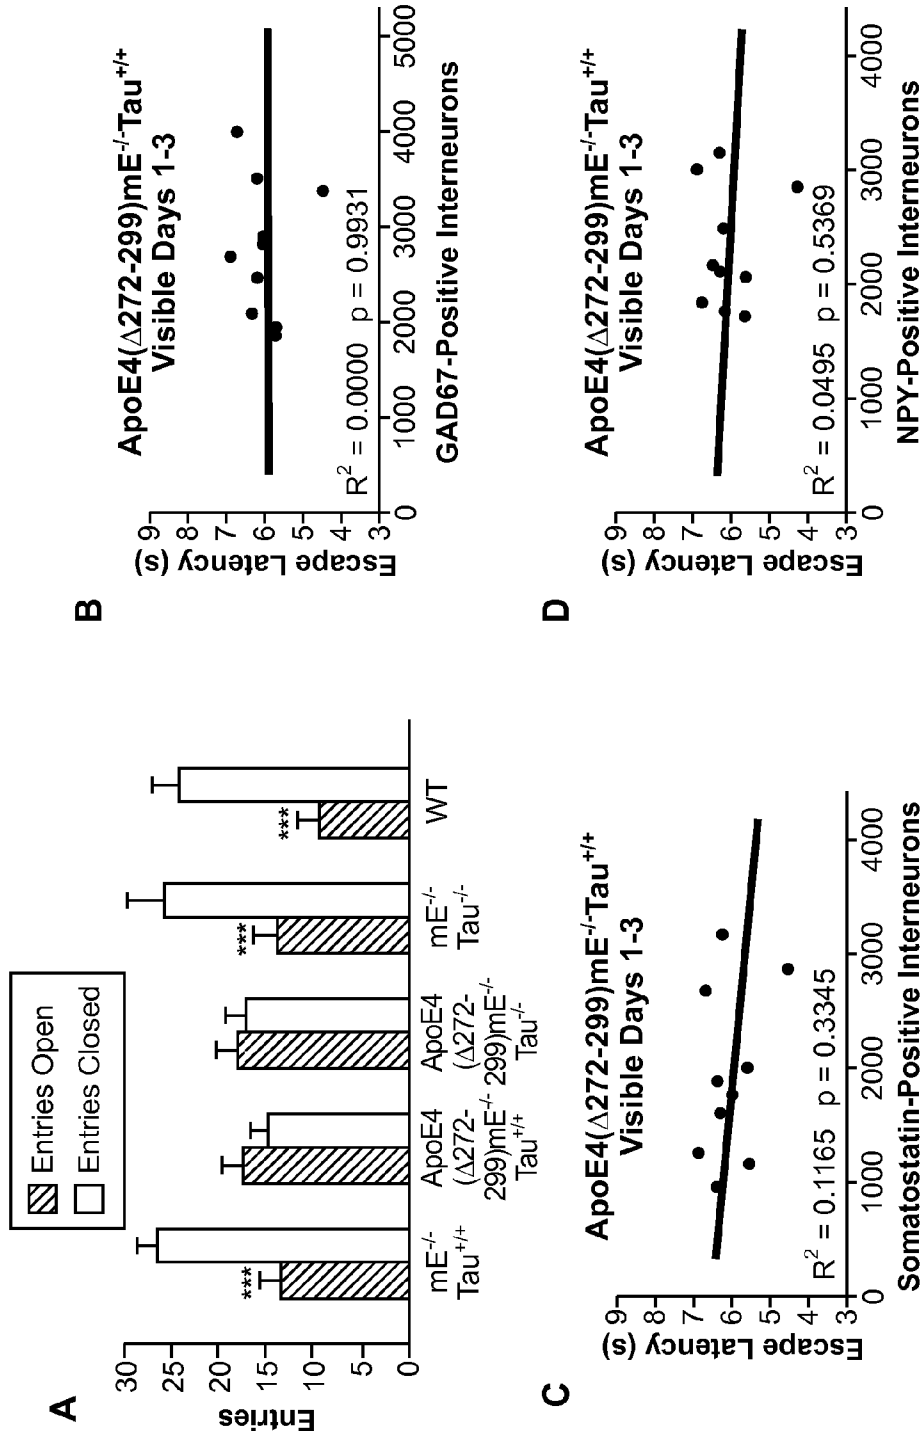 A
Entries Open
Entries Closed
Entries
30
25
20
15
10
5
0
***
***
***
mE-/-
Tau+/+
ApoE4
(Δ272-
299)mE-/-
Tau+/+
ApoE4
(Δ272-
299)mE-/-
Tau-/-
mE-/-
Tau-/-
WT
B
ApoE4(Δ272-299)mE-/-Tau+/+
Visible Days 1-3
Escape Latency (s)
9
8
7
6
5
4
3
R2 = 0.0000 p = 0.9931
0 1000 2000 3000 4000 5000
GAD67-Positive Interneurons
C
ApoE4(Δ272-299)mE-/-Tau+/+
Visible Days 1-3
Escape Latency (s)
9
8
7
6
5
4
3
R2 = 0.1165 p = 0.3345
0 1000 2000 3000 4000
Somatostatin-Positive Interneurons
D
ApoE4(Δ272-299)mE-/-Tau+/+
Visible Days 1-3
Escape Latency (s)
9
8
7
6
5
4
3
R2 = 0.0495 p = 0.5369
0 1000 2000 3000 4000
NPY-Positive Interneurons